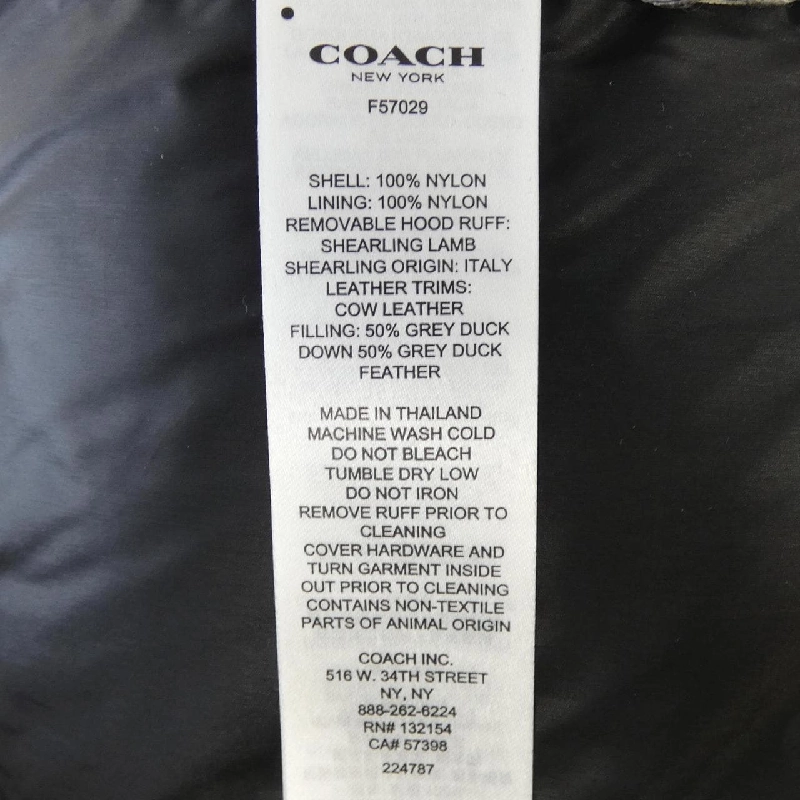 COACH
NEW YORK
F57029
SHELL: 100% NYLON
LINING: 100% NYLON
REMOVABLE HOOD RUFF:
SHEARLING LAMB
SHEARLING ORIGIN: ITALY
LEATHER TRIMS:
COW LEATHER
FILLING: 50% GREY DUCK
DOWN 50% GREY DUCK
FEATHER
MADE IN THAILAND
MACHINE WASH COLD
DO NOT BLEACH
TUMBLE DRY LOW
DO NOT IRON
REMOVE RUFF PRIOR TO
CLEANING
COVER HARDWARE AND
TURN GARMENT INSIDE
OUT PRIOR TO CLEANING
CONTAINS NON-TEXTILE
PARTS OF ANIMAL ORIGIN
COACH INC.
516 W. 34TH STREET
NY, NY
888-262-6224
RN# 132154
CA# 57398
224787